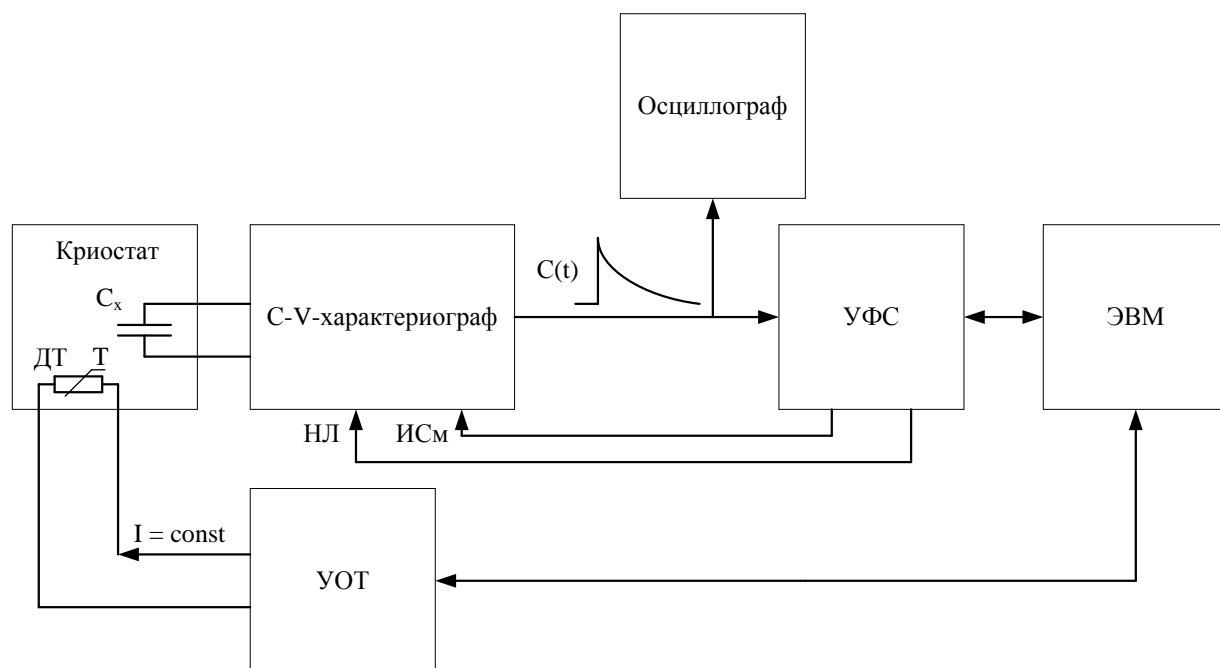 Осциллограф
Криостат
Cx
ДТ
T
C-V-характериограф
C(t)
УФС
ЭВМ
НЛ
ИСм
I = const
УОТ